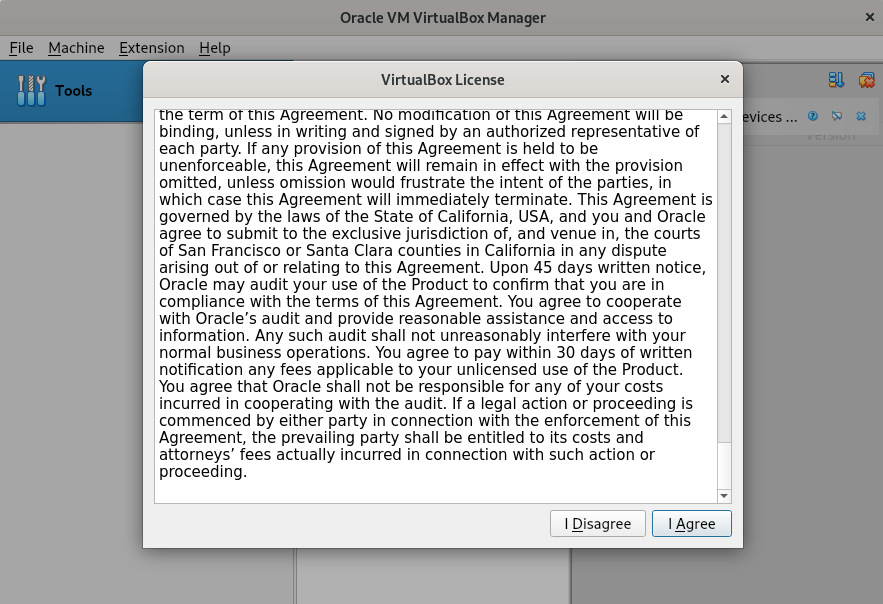 Oracle VM VirtualBox Manager
File Machine Extension Help
Tools
evices ...
Version
VirtualBox License
the term of this Agreement. No modification of this Agreement will be
binding, unless in writing and signed by an authorized representative of
each party. If any provision of this Agreement is held to be
unenforceable, this Agreement will remain in effect with the provision
omitted, unless omission would frustrate the intent of the parties, in
which case this Agreement will immediately terminate. This Agreement is
governed by the laws of the State of California, USA, and you and Oracle
agree to submit to the exclusive jurisdiction of, and venue in, the courts
of San Francisco or Santa Clara counties in California in any dispute
arising out of or relating to this Agreement. Upon 45 days written notice,
Oracle may audit your use of the Product to confirm that you are in
compliance with the terms of this Agreement. You agree to cooperate
with Oracle’s audit and provide reasonable assistance and access to
information. Any such audit shall not unreasonably interfere with your
normal business operations. You agree to pay within 30 days of written
notification any fees applicable to your unlicensed use of the Product.
You agree that Oracle shall not be responsible for any of your costs
incurred in cooperating with the audit. If a legal action or proceeding is
commenced by either party in connection with the enforcement of this
Agreement, the prevailing party shall be entitled to its costs and
attorneys’ fees actually incurred in connection with such action or
proceeding.
I Disagree
I Agree